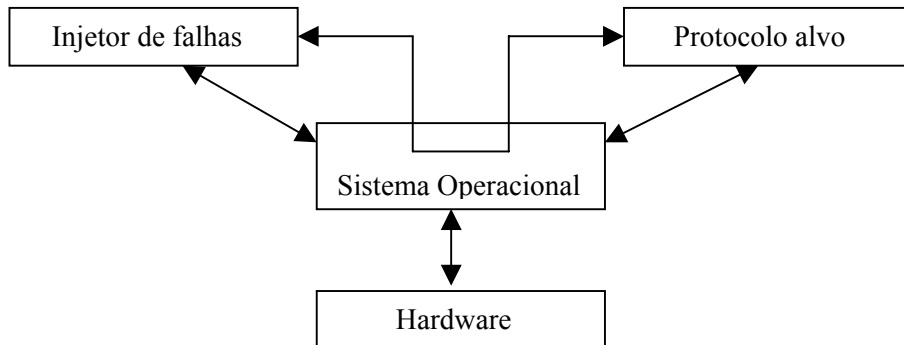 Injetor de falhas
Protocolo alvo
Sistema Operacional
Hardware